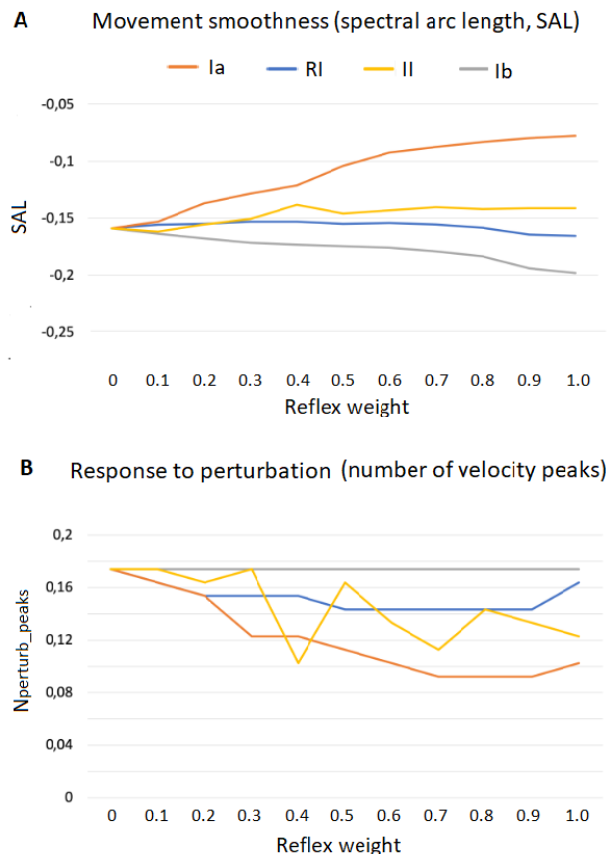 A Movement smoothness (spectral arc length, SAL)
Ia RI II Ib
-0,05
-0,1
-0,15
-0,2
-0,25
SAL
0 0.1 0.2 0.3 0.4 0.5 0.6 0.7 0.8 0.9 1.0
Reflex weight
B Response to perturbation (number of velocity peaks)
0,2
0,16
0,12
0,08
0,04
0
Nperturb_peaks
0 0.1 0.2 0.3 0.4 0.5 0.6 0.7 0.8 0.9 1.0
Reflex weight